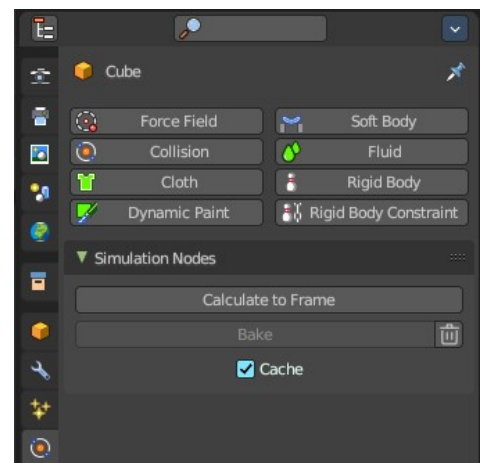 Cube
Force Field
Soft Body
Collision
Fluid
Cloth
Rigid Body
Dynamic Paint
Rigid Body Constraint
Simulation Nodes
Calculate to Frame
Bake
Cache